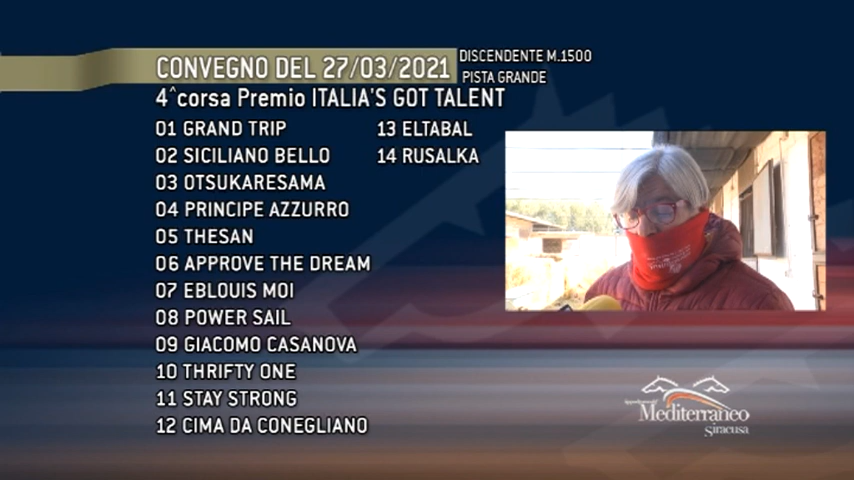 CONVEGNO DEL 27/03/2021
DISCENDENTE M.1500
PISTA GRANDE
4^corsa Premio ITALIA'S GOT TALENT
01 GRAND TRIP
02 SICILIANO BELLO
03 OTSUKARESAMA
04 PRINCIPE AZZURRO
05 THESAN
06 APPROVE THE DREAM
07 EBLOUIS MOI
08 POWER SAIL
09 GIACOMO CASANOVA
10 THRIFTY ONE
11 STAY STRONG
12 CIMA DA CONEGLIANO
13 ELTABAL
14 RUSALKA
Mediterraneo
Siracusa